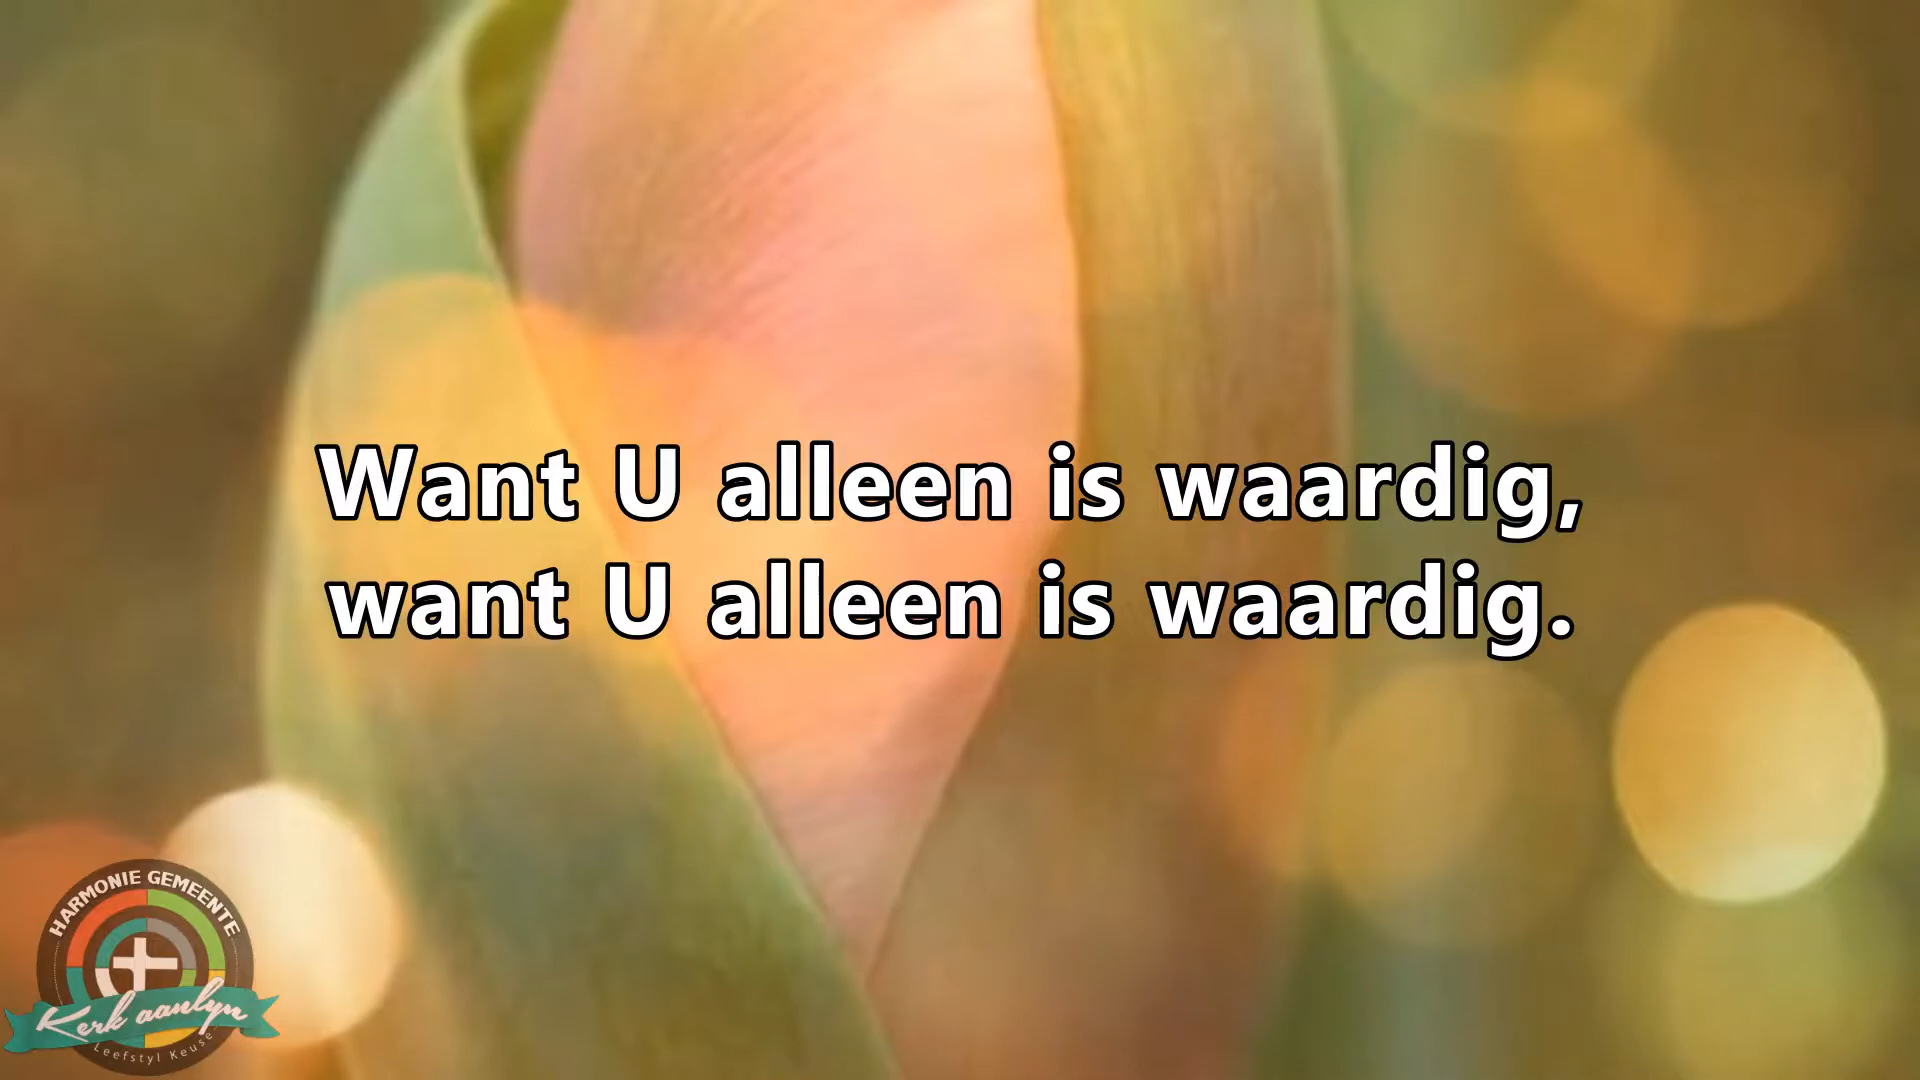 Want U alleen is waardig,
want U alleen is waardig.
HARMONIE GEMEENTE
Kerk aanlyn
Leefstyl Keuse